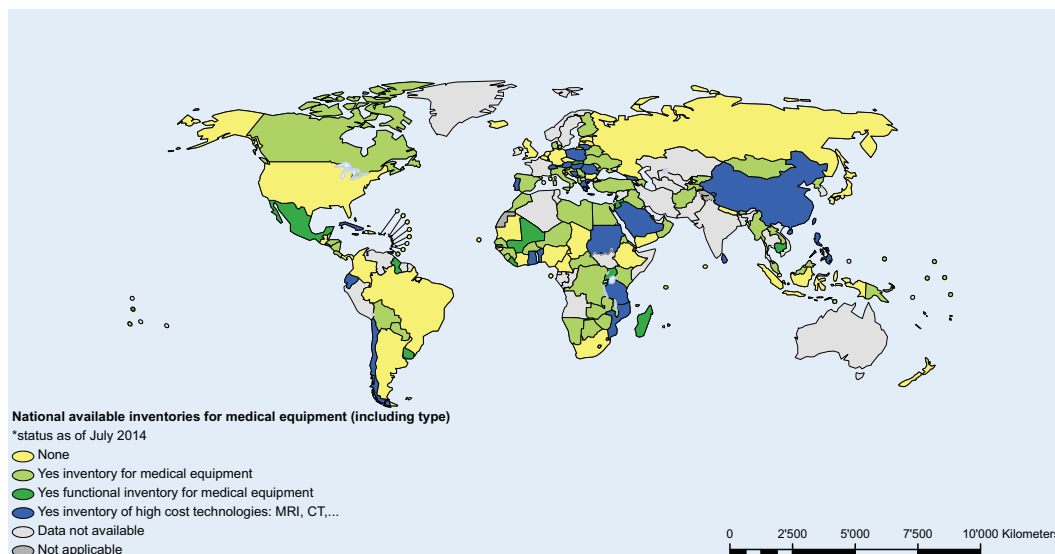 National available inventories for medical equipment (including type)
*status as of July 2014
None
Yes inventory for medical equipment
Yes functional inventory for medical equipment
Yes inventory of high cost technologies: MRI, CT,...
Data not available
Not applicable
0 2'500 5'000 7'500 10'000 Kilometers